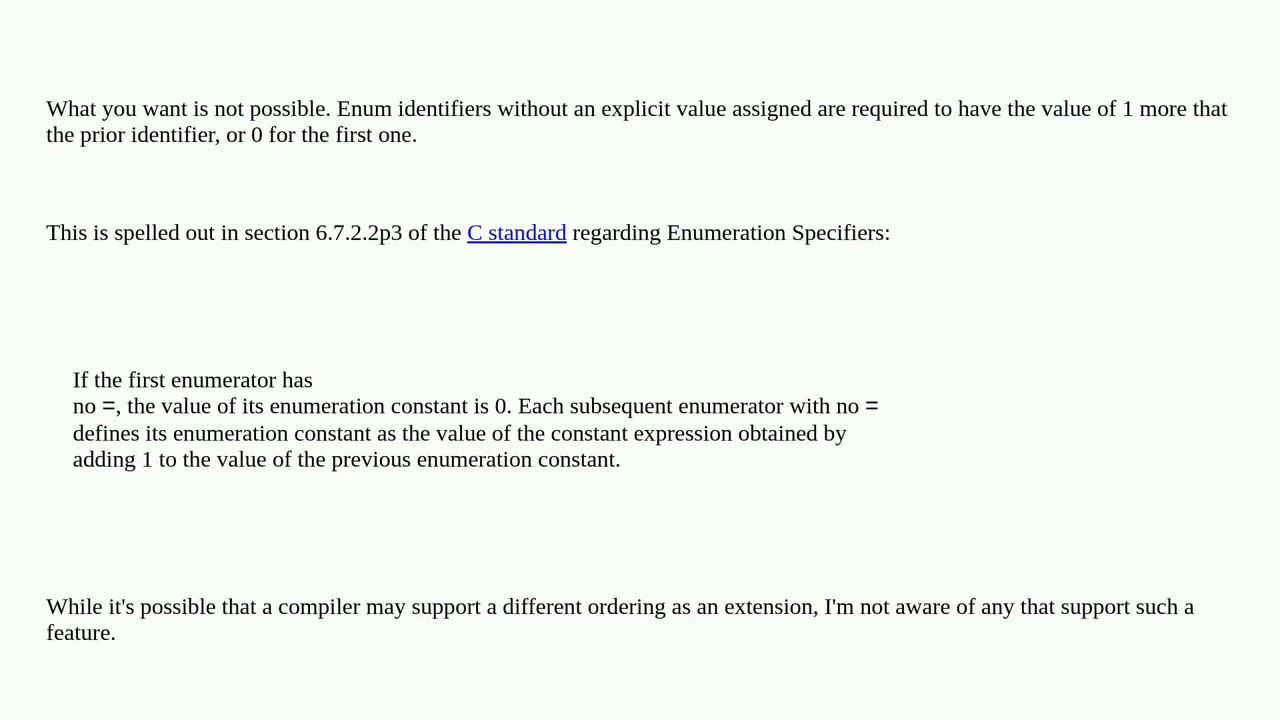 What you want is not possible. Enum identifiers without an explicit value assigned are required to have the value of 1 more that
the prior identifier, or 0 for the first one.
This is spelled out in section 6.7.2.2p3 of the C standard regarding Enumeration Specifiers:
If the first enumerator has
no =, the value of its enumeration constant is 0. Each subsequent enumerator with no =
defines its enumeration constant as the value of the constant expression obtained by
adding 1 to the value of the previous enumeration constant.
While it's possible that a compiler may support a different ordering as an extension, I'm not aware of any that support such a
feature.